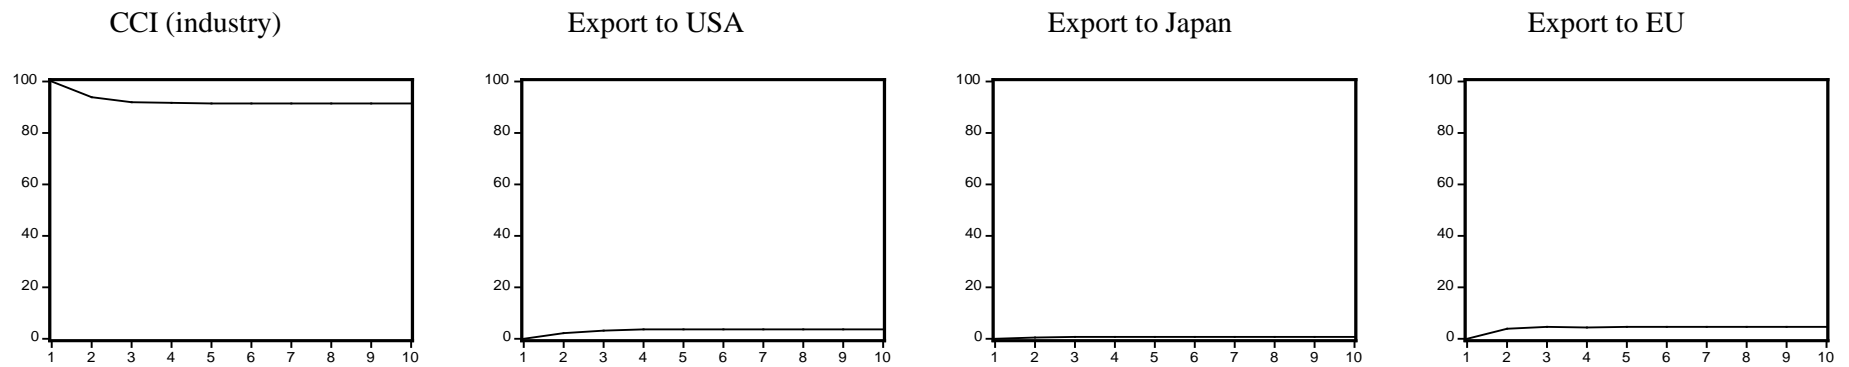 CCI (industry) Export to USA Export to Japan Export to EU
100 100 100 100
80 80 80 80
60 60 60 60
40 40 40 40
20 20 20 20
0 0 0 0
1 2 3 4 5 6 7 8 9 10 1 2 3 4 5 6 7 8 9 10 1 2 3 4 5 6 7 8 9 10 1 2 3 4 5 6 7 8 9 10